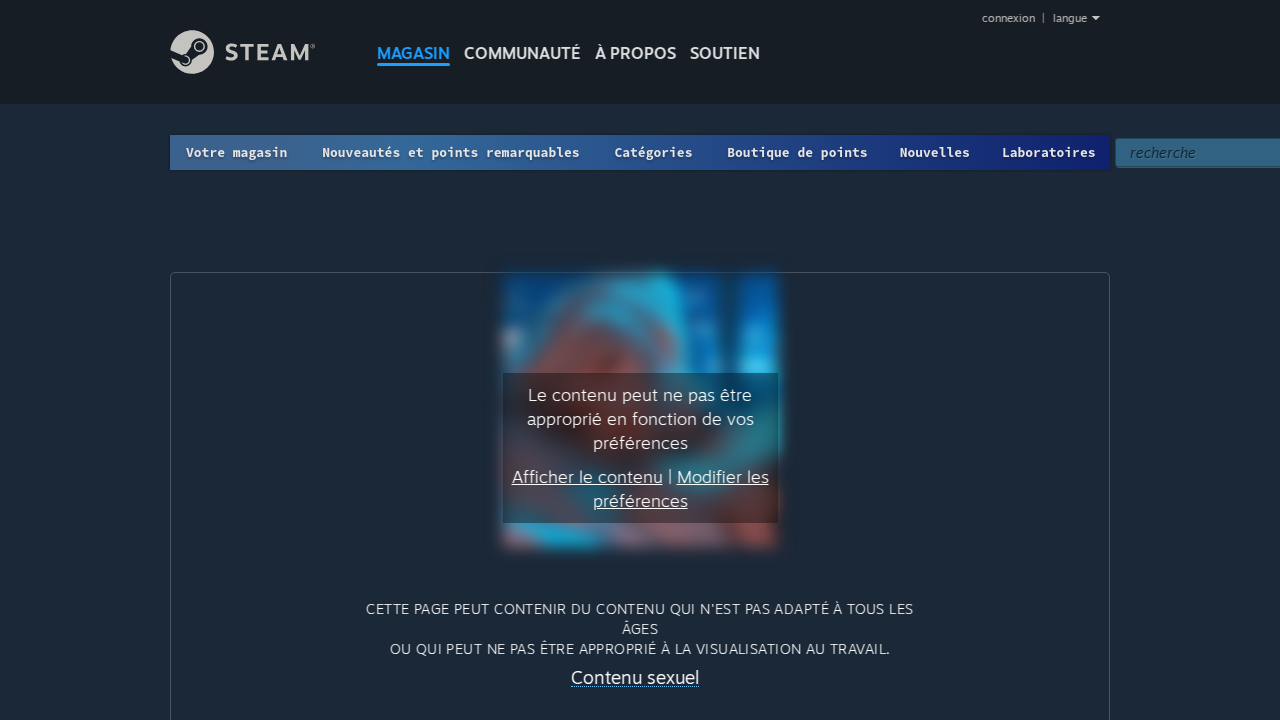 connexion | langue
STEAM®
MAGASIN COMMUNAUTÉ À PROPOS SOUTIEN
Votre magasin Nouveautés et points remarquables Catégories Boutique de points Nouvelles Laboratoires recherche
Le contenu peut ne pas être
approprié en fonction de vos
préférences
Afficher le contenu | Modifier les
préférences
CETTE PAGE PEUT CONTENIR DU CONTENU QUI N'EST PAS ADAPTÉ À TOUS LES
ÂGES
OU QUI PEUT NE PAS ÊTRE APPROPRIÉ À LA VISUALISATION AU TRAVAIL.
Contenu sexuel